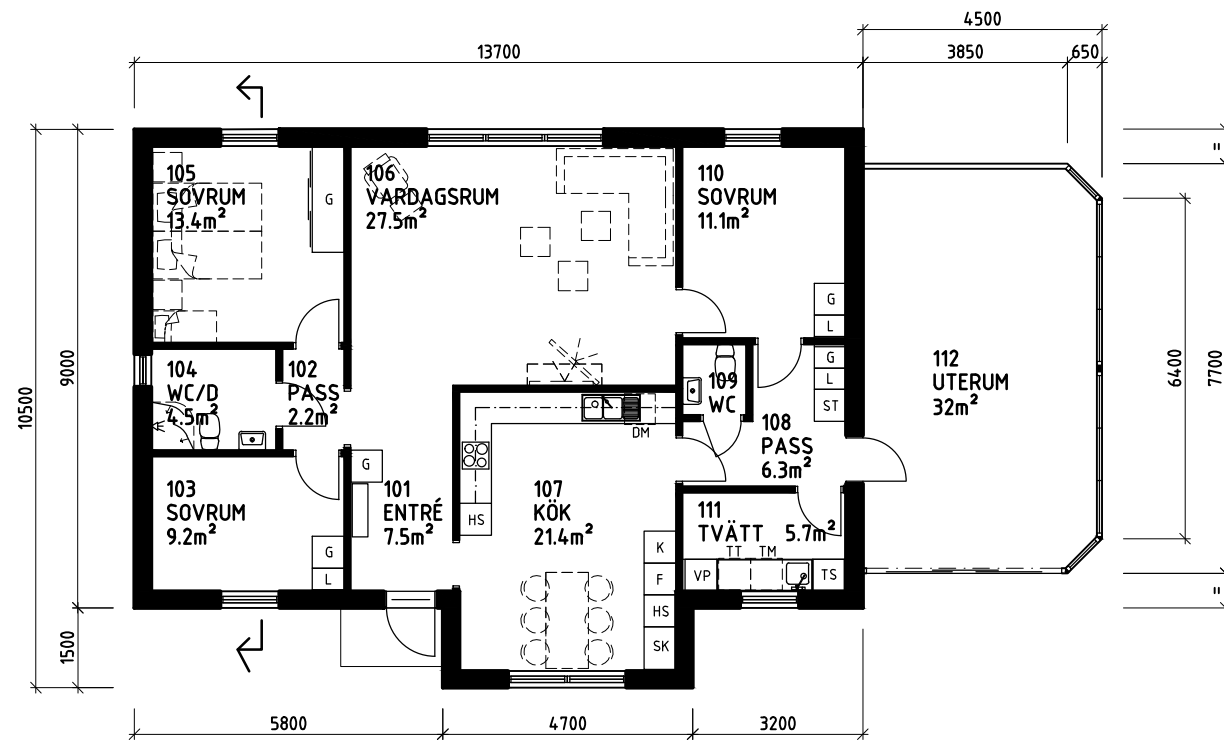 4500
13700
3850
650
=
105
SOVRUM
13.4m²
G
106
VARDAGSRUM
27.5m²
110
SOVRUM
11.1m²
G
L
10500
9000
6400
7700
104
WC/D
4.5m²
102
PASS
2.2m²
109
WC
G
L
ST
112
UTERUM
32m²
DM
108
PASS
6.3m²
103
SOVRUM
9.2m²
G
L
G
101
ENTRÉ
7.5m²
HS
107
KÖK
21.4m²
K
F
HS
SK
111
TVÄTT 5.7m²
TT TM
VP
TS
=
1500
5800
4700
3200